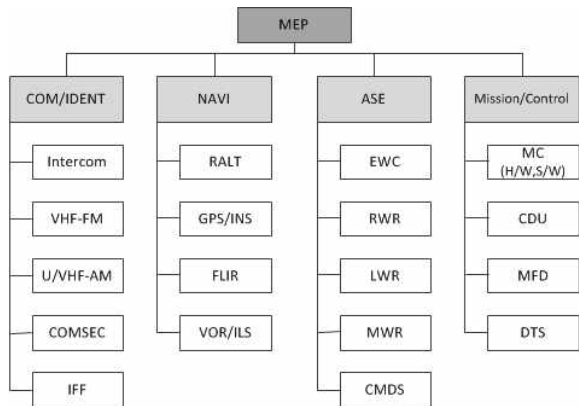 MEP
COM/IDENT
NAVI
ASE
Mission/Control
Intercom
RALT
EWC
MC
(H/W,S/W)
VHF-FM
GPS/INS
RWR
CDU
U/VHF-AM
FLIR
LWR
MFD
COMSEC
VOR/ILS
MWR
DTS
IFF
CMDS